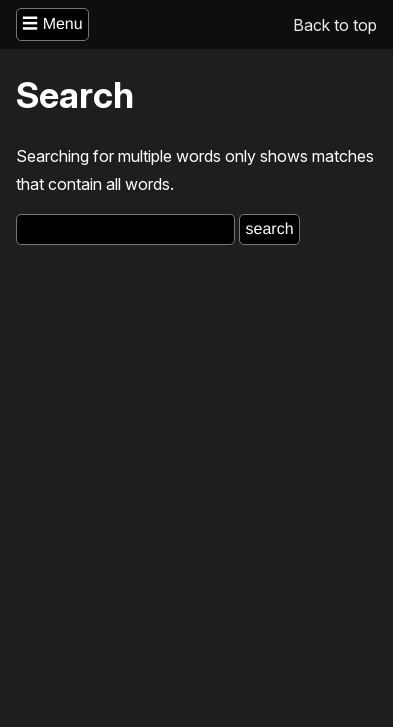 ☰ Menu
Back to top
Search
Searching for multiple words only shows matches
that contain all words.
search